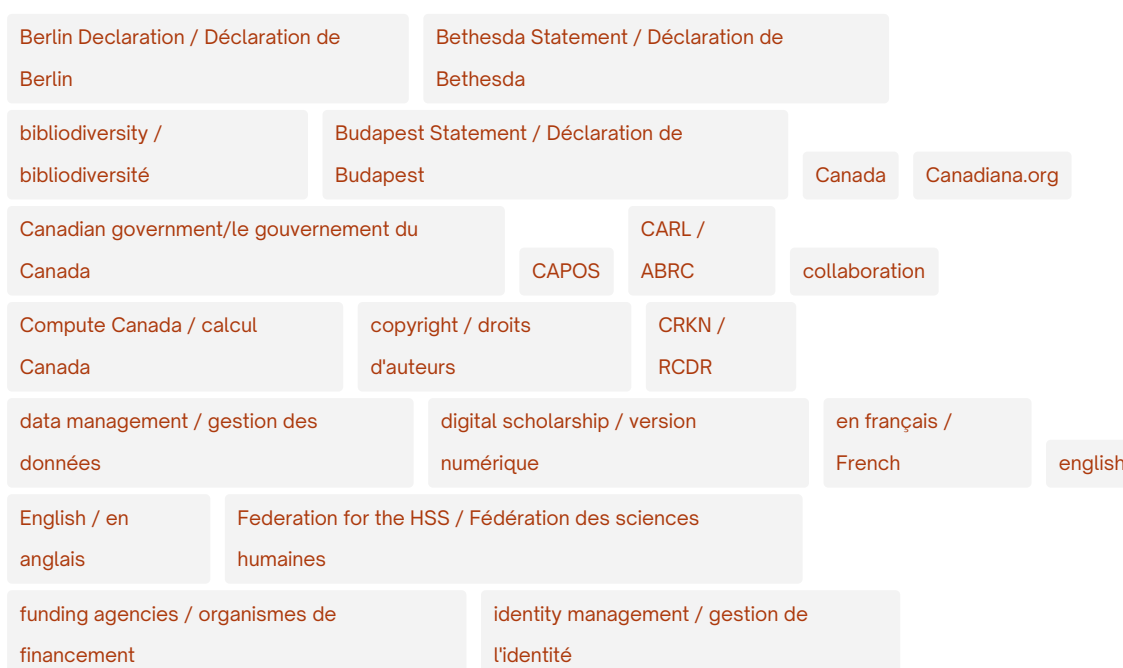 Berlin Declaration / Déclaration de
Berlin
Bethesda Statement / Déclaration de
Bethesda
bibliodiversity /
bibliodiversité
Budapest Statement / Déclaration de
Budapest
Canada
Canadiana.org
Canadian government/le gouvernement du
Canada
CAPOS
CARL /
ABRC
collaboration
Compute Canada / calcul
Canada
copyright / droits
d'auteurs
CRKN /
RCDR
data management / gestion des
données
digital scholarship / version
numérique
en français /
French
english
English / en
anglais
Federation for the HSS / Fédération des sciences
humaines
funding agencies / organismes de
financement
identity management / gestion de
l'identité